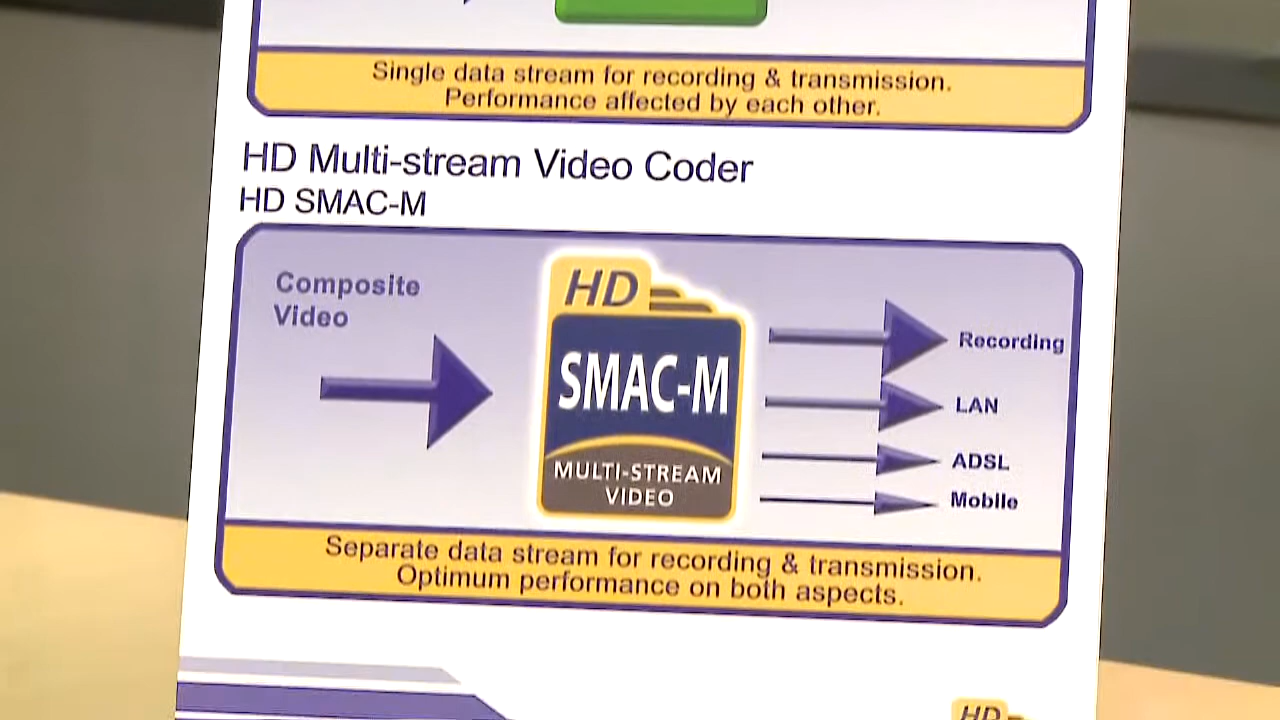 Single data stream for recording & transmission.
Performance affected by each other.
HD Multi-stream Video Coder
HD SMAC-M
Composite
Video
HD
SMAC-M
MULTI-STREAM
VIDEO
Recording
LAN
ADSL
Mobile
Separate data stream for recording & transmission.
Optimum performance on both aspects.
HD